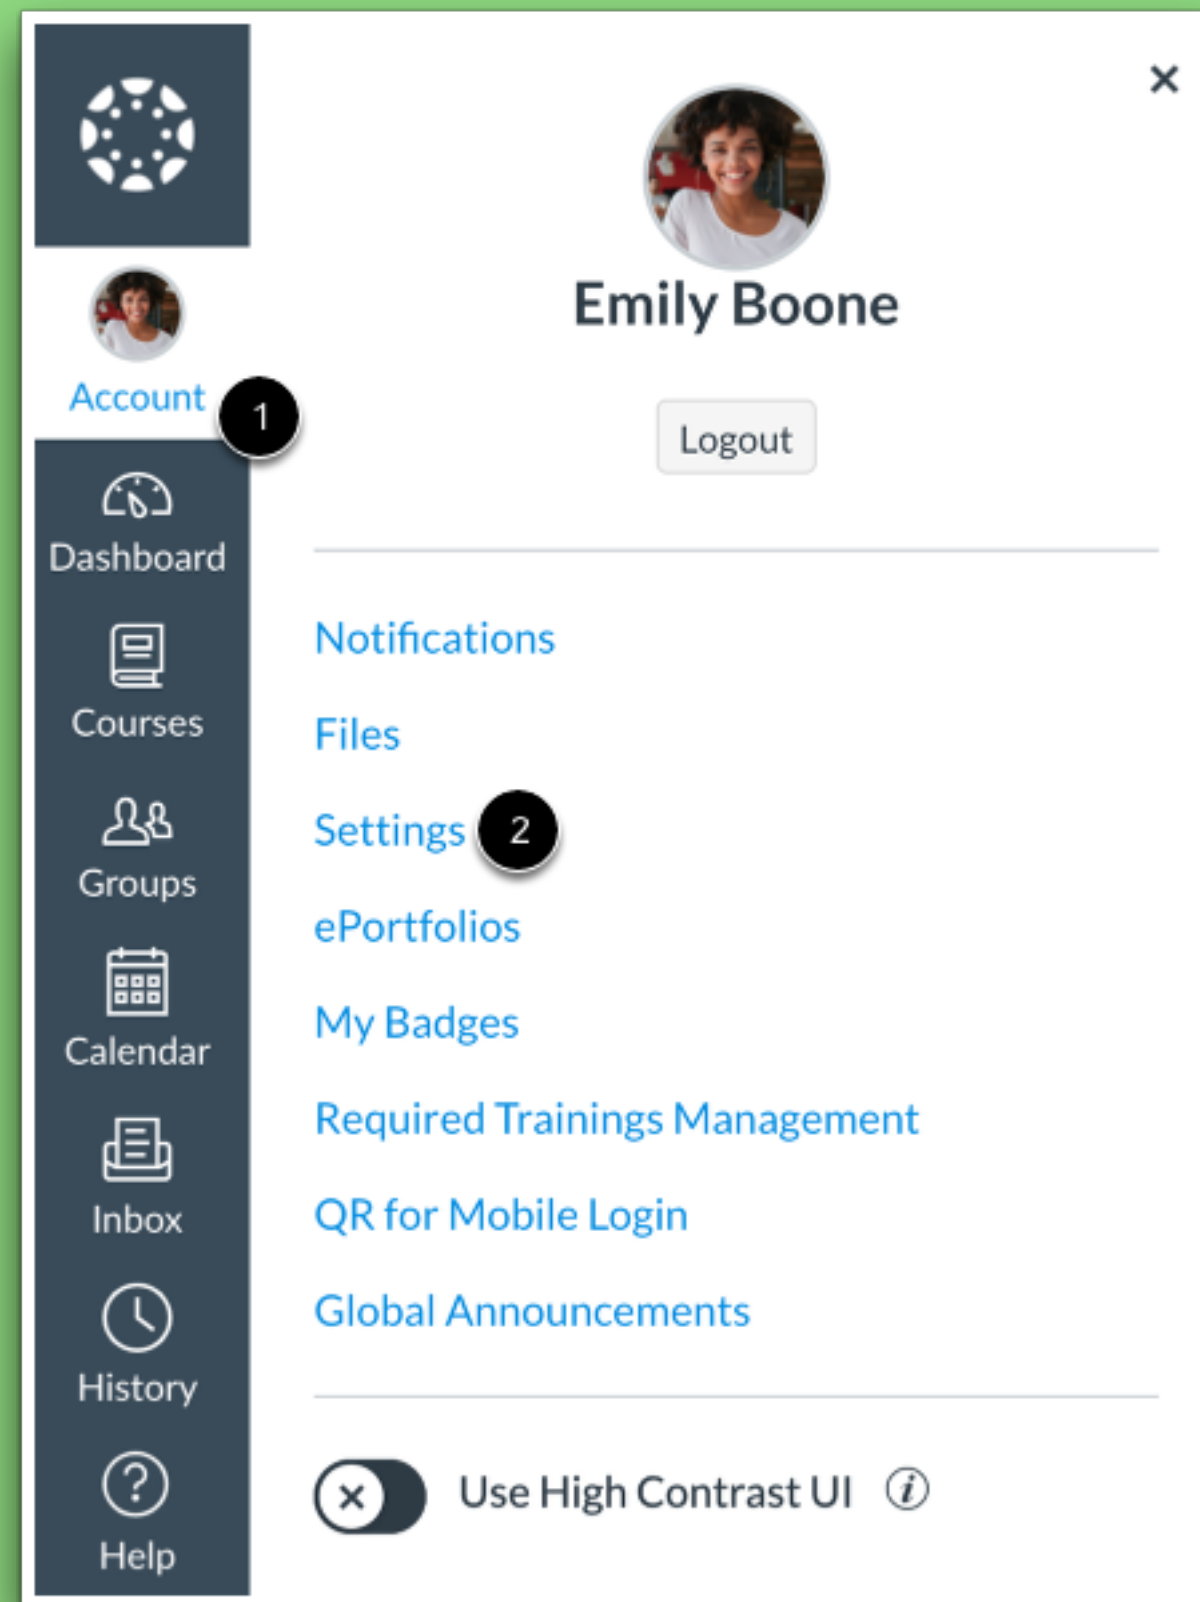 Account
1
Dashboard
Courses
Groups
Calendar
Inbox
History
Help
Emily Boone
Logout
Notifications
Files
Settings 2
ePortfolios
My Badges
Required Trainings Management
QR for Mobile Login
Global Announcements
Use High Contrast UI i